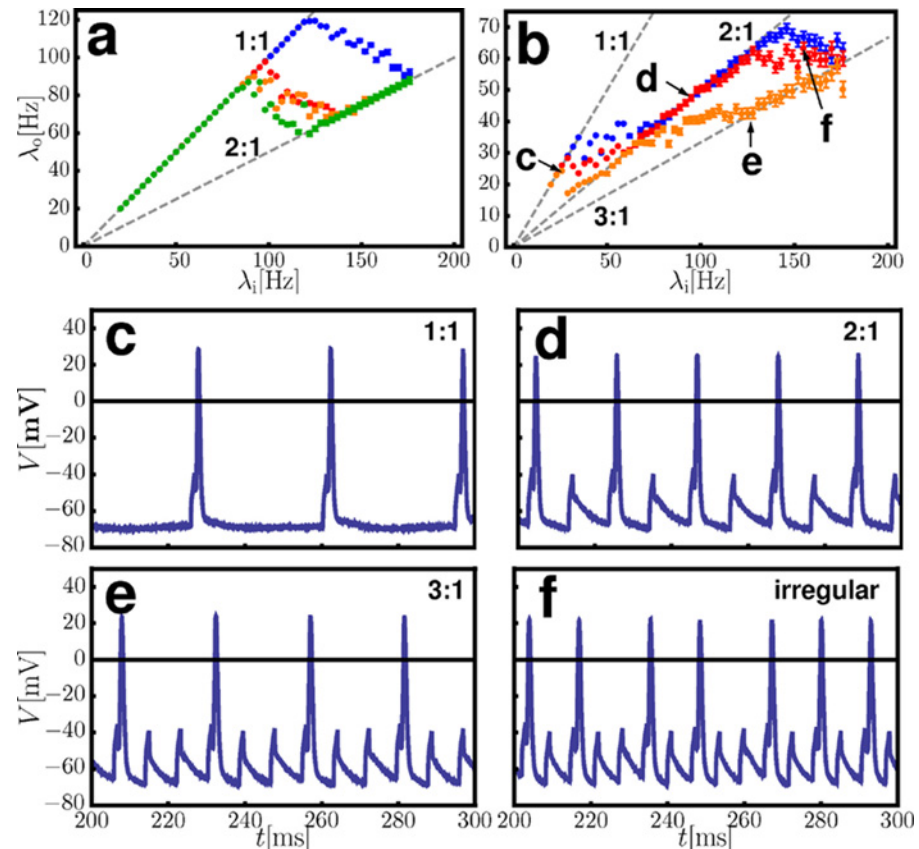 a
120
100
80
60
40
20
0
λo[Hz]
1:1
2:1
0 50 100 150 200
λi[Hz]
b
70
60
50
40
30
20
10
0
1:1
2:1
3:1
d
c
e
f
0 50 100 150 200
λi[Hz]
c
1:1
40
20
0
−20
−40
−60
−80
V[mV]
d
2:1
e
3:1
40
20
0
−20
−40
−60
−80
V[mV]
200 220 240 260 280 300
t[ms]
f
irregular
200 220 240 260 280 300
t[ms]